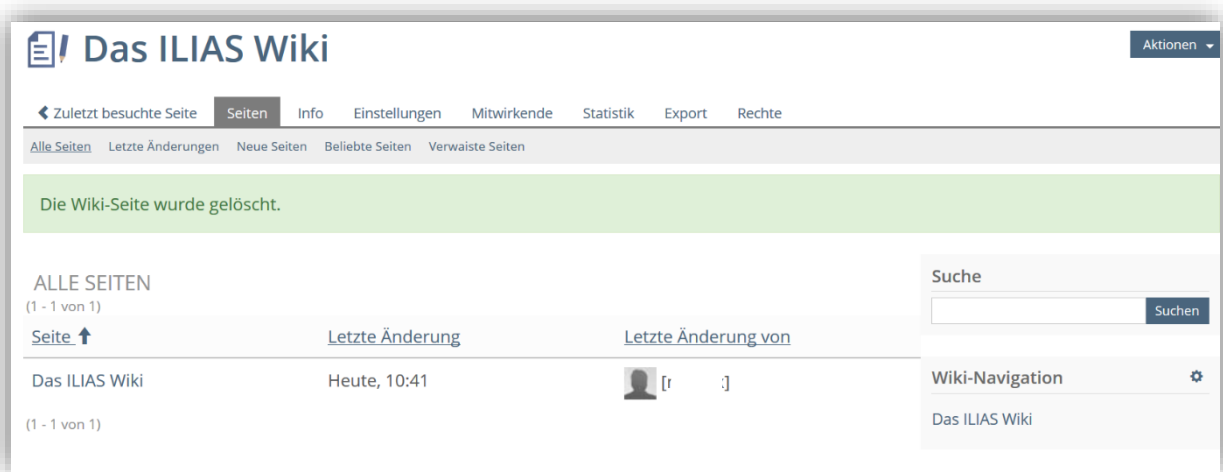 Das ILIAS Wiki
Aktionen
Zuletzt besuchte Seite Seiten Info Einstellungen Mitwirkende Statistik Export Rechte
Alle Seiten Letzte Änderungen Neue Seiten Beliebte Seiten Verwaiste Seiten
Die Wiki-Seite wurde gelöscht.
ALLE SEITEN
(1 - 1 von 1)
Seite Letzte Änderung Letzte Änderung von
Das ILIAS Wiki Heute, 10:41
(1 - 1 von 1)
Suche
Suchen
Wiki-Navigation
Das ILIAS Wiki